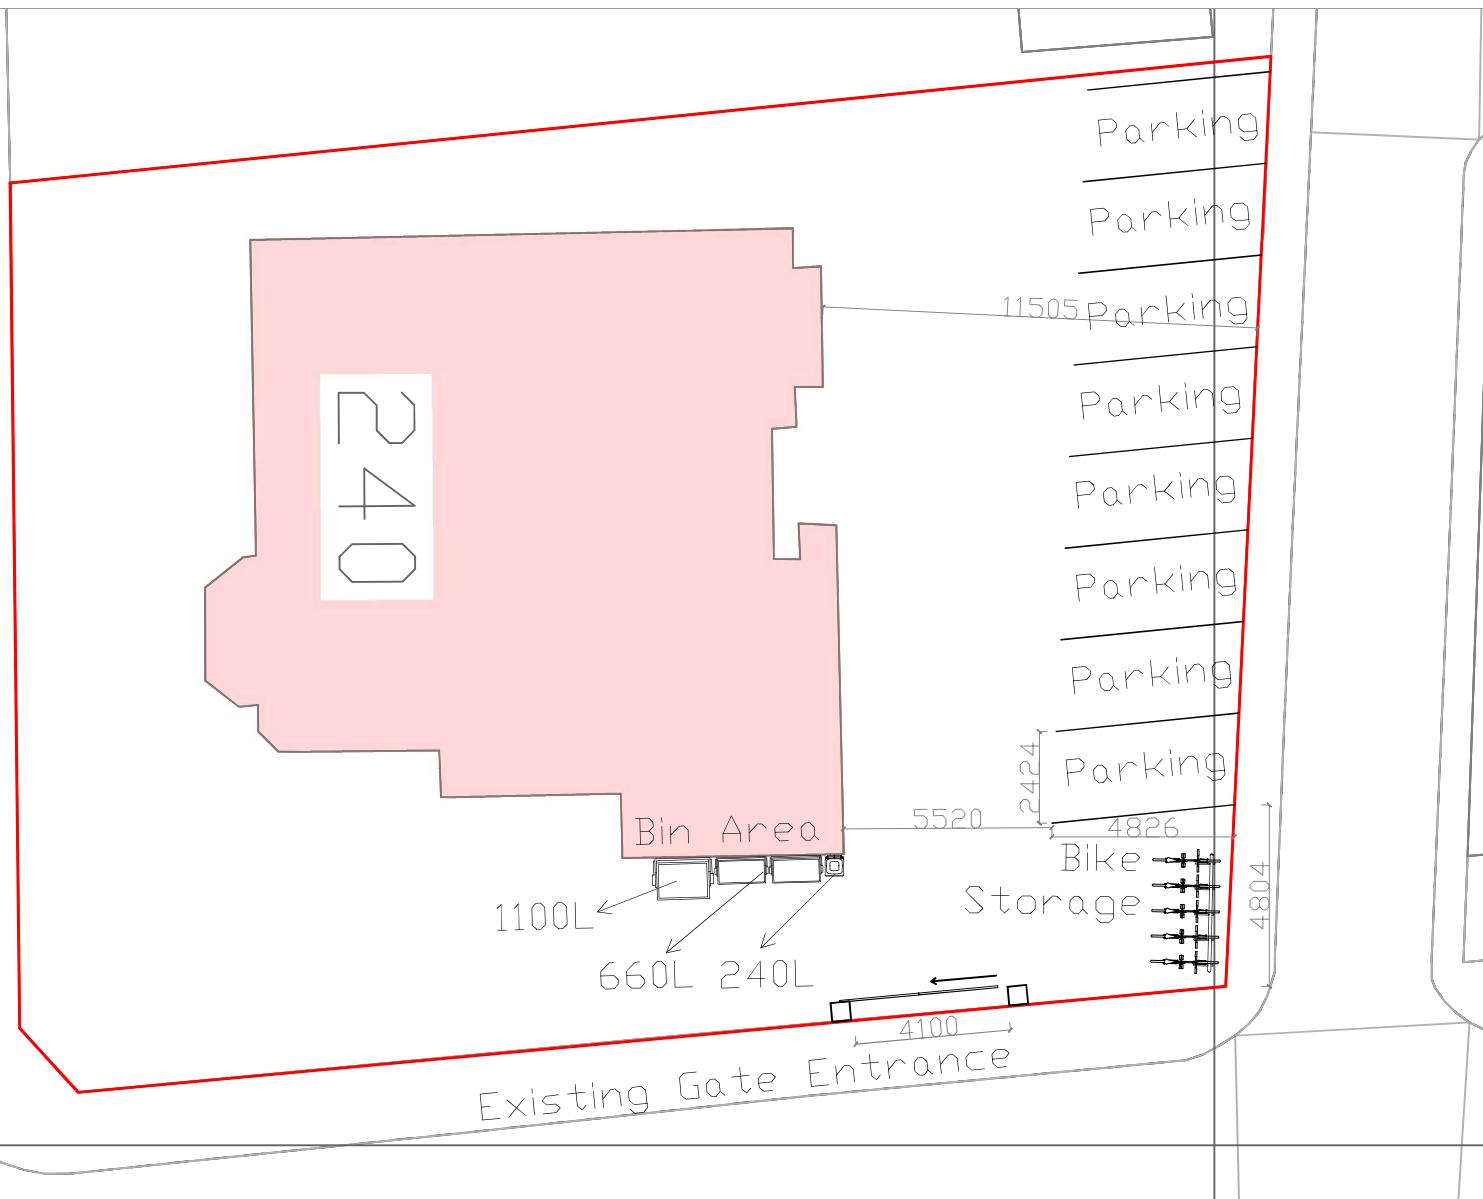 Parking
Parking
11505
Parking
Parking
240
Parking
Parking
Parking
2424
Parking
Bin Area
5520
4826
Bike
Storage
4804
1100L
660L
240L
4100
Existing Gate Entrance